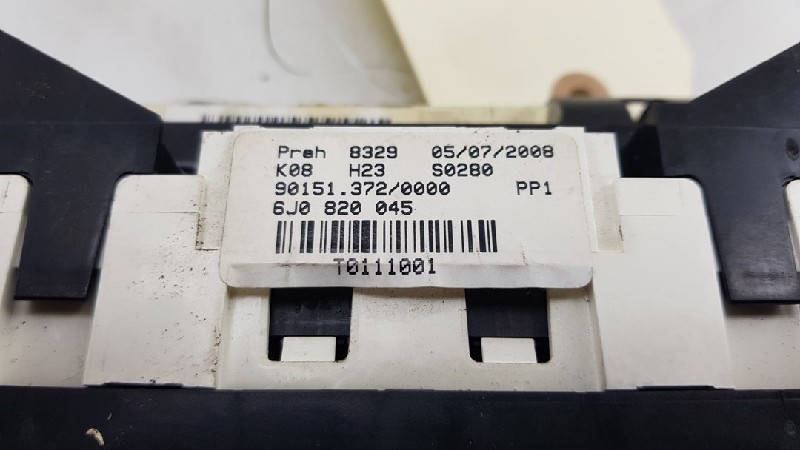 Preh 8329 05/07/2008
K08 H23 S0280
90151.372/0000 PP1
6J0 820 045
T0111001